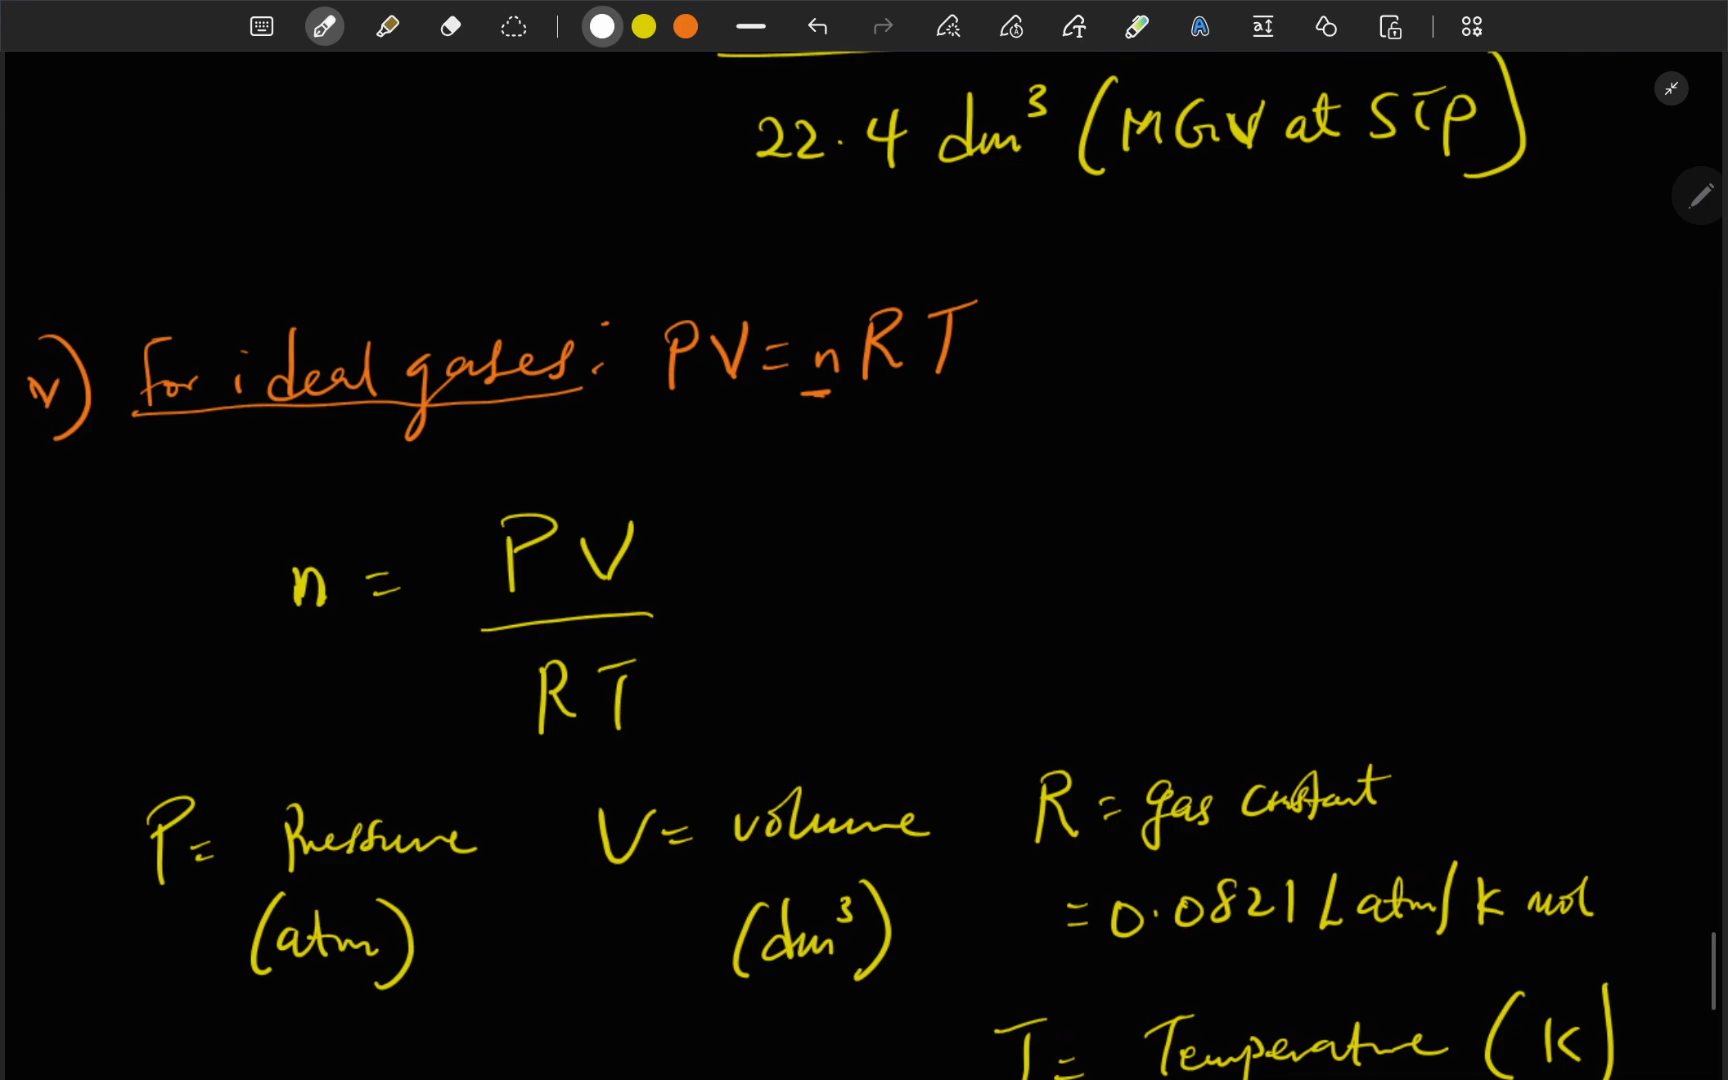 22.4 dm³ (MGV at STP)
v) For ideal gases: PV = nRT
n = PV
RT
P = Pressure V = volume R = gas constant
(atm) (dm³) = 0.0821 L atm/K mol
T = Temperature (K)